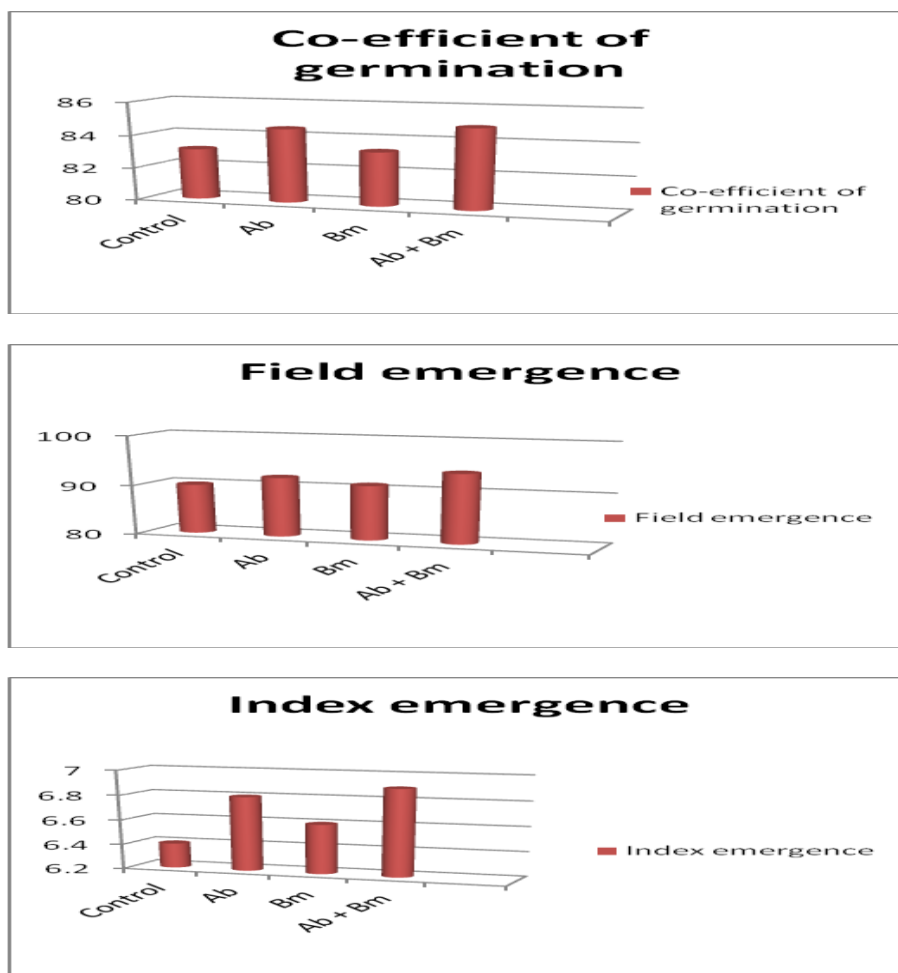 Co-efficient of
germination
86
84
82
80
Control
Ab
Bm
Ab + Bm
Co-efficient of
germination
Field emergence
100
90
80
Control
Ab
Bm
Ab + Bm
Field emergence
Index emergence
7
6.8
6.6
6.4
6.2
Control
Ab
Bm
Ab + Bm
Index emergence